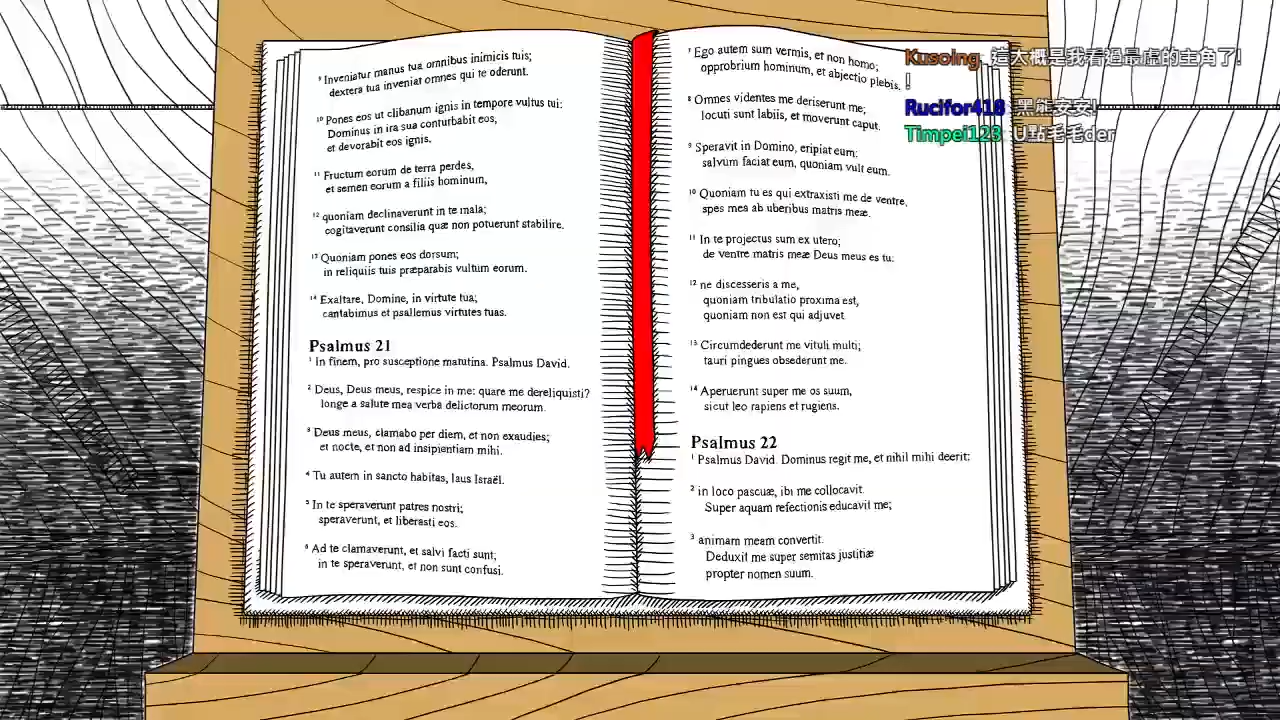 ⁹ Inveniatur manus tua omnibus inimicis tuis;
dextera tua inveniat omnes qui te oderunt.
¹⁰ Pones eos ut clibanum ignis in tempore vultus tui:
Dominus in ira sua conturbabit eos,
et devorabit eos ignis.
¹¹ Fructum eorum de terra perdes,
et semen eorum a filiis hominum,
¹² quoniam declinaverunt in te mala;
cogitaverunt consilia quæ non potuerunt stabilire.
¹³ Quoniam pones eos dorsum;
in reliquiis tuis præparabis vultum eorum.
¹⁴ Exaltare, Domine, in virtute tua;
cantabimus et psallemus virtutes tuas.
Psalmus 21
¹ In finem, pro susceptione matutina. Psalmus David.
² Deus, Deus meus, respice in me: quare me dereliquisti?
longe a salute mea verba delictorum meorum.
³ Deus meus, clamabo per diem, et non exaudies;
et nocte, et non ad insipientiam mihi.
⁴ Tu autem in sancto habitas, laus Israël.
⁵ In te speraverunt patres nostri;
speraverunt, et liberasti eos.
⁶ Ad te clamaverunt, et salvi facti sunt;
in te speraverunt, et non sunt confusi.
⁷ Ego autem sum vermis, et non homo;
opprobrium hominum, et abjectio plebis.
⁸ Omnes videntes me deriserunt me;
locuti sunt labiis, et moverunt caput.
⁹ Speravit in Domino, eripiat eum:
salvum faciat eum, quoniam vult eum.
¹⁰ Quoniam tu es qui extraxisti me de ventre,
spes mea ab uberibus matris meæ.
¹¹ In te projectus sum ex utero;
de ventre matris meæ Deus meus es tu:
¹² ne discesseris a me,
quoniam tribulatio proxima est,
quoniam non est qui adjuvet.
¹³ Circumdederunt me vituli multi;
tauri pingues obsederunt me.
¹⁴ Aperuerunt super me os suum,
sicut leo rapiens et rugiens.
Psalmus 22
¹ Psalmus David. Dominus regit me, et nihil mihi deerit:
² in loco pascuæ, ibi me collocavit.
Super aquam refectionis educavit me;
³ animam meam convertit.
Deduxit me super semitas justitiæ
propter nomen suum.
Kusoing 這大概是我看過最虛的主角了!
!
Rucifor418 黑熊安安!
Timpei123 U點毛毛der